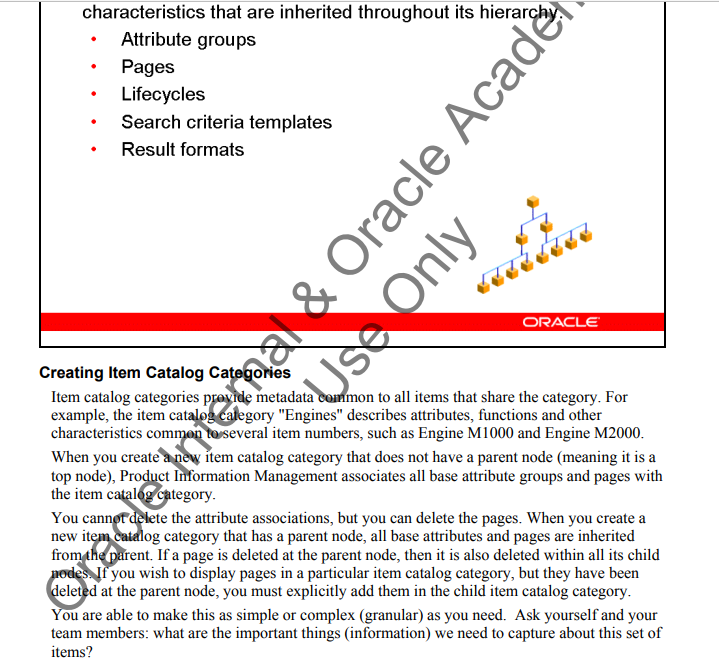 characteristics that are inherited throughout its hierarchy.
• Attribute groups
• Pages
• Lifecycles
• Search criteria templates
• Result formats
ORACLE
Creating Item Catalog Categories
Item catalog categories provide metadata common to all items that share the category. For
example, the item catalog category "Engines" describes attributes, functions and other
characteristics common to several item numbers, such as Engine M1000 and Engine M2000.
When you create a new item catalog category that does not have a parent node (meaning it is a
top node), Product Information Management associates all base attribute groups and pages with
the item catalog category.
You cannot delete the attribute associations, but you can delete the pages. When you create a
new item catalog category that has a parent node, all base attributes and pages are inherited
from the parent. If a page is deleted at the parent node, then it is also deleted within all its child
nodes. If you wish to display pages in a particular item catalog category, but they have been
deleted at the parent node, you must explicitly add them in the child item catalog category.
You are able to make this as simple or complex (granular) as you need.  Ask yourself and your
team members: what are the important things (information) we need to capture about this set of
items?
Oracle Internal & Oracle Academ
Use Only